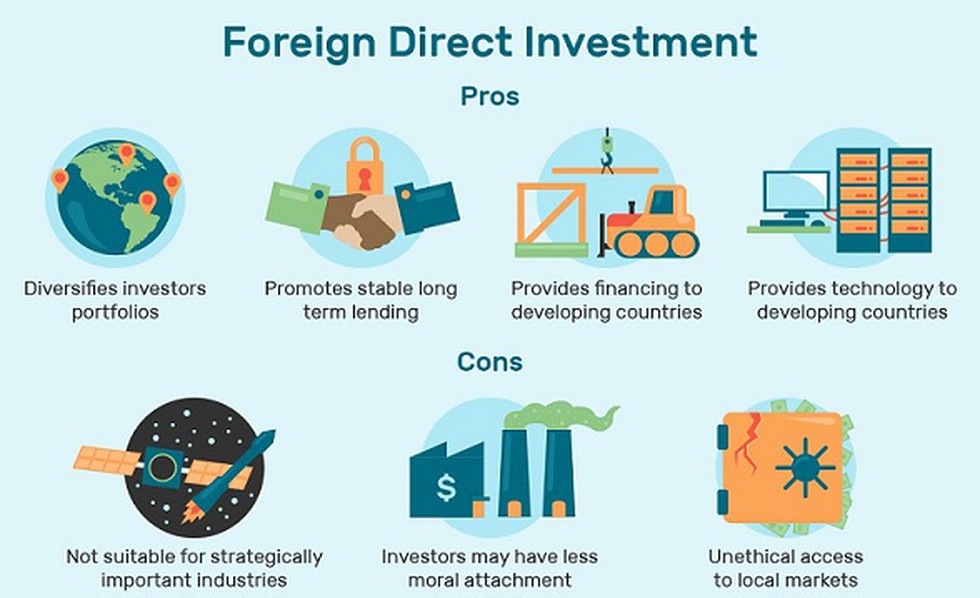 Foreign Direct Investment
Pros
Diversifies investors
portfolios
Promotes stable long
term lending
Provides financing to
developing countries
Provides technology to
developing countries
Cons
$
Not suitable for strategically
important industries
Investors may have less
moral attachment
Unethical access
to local markets